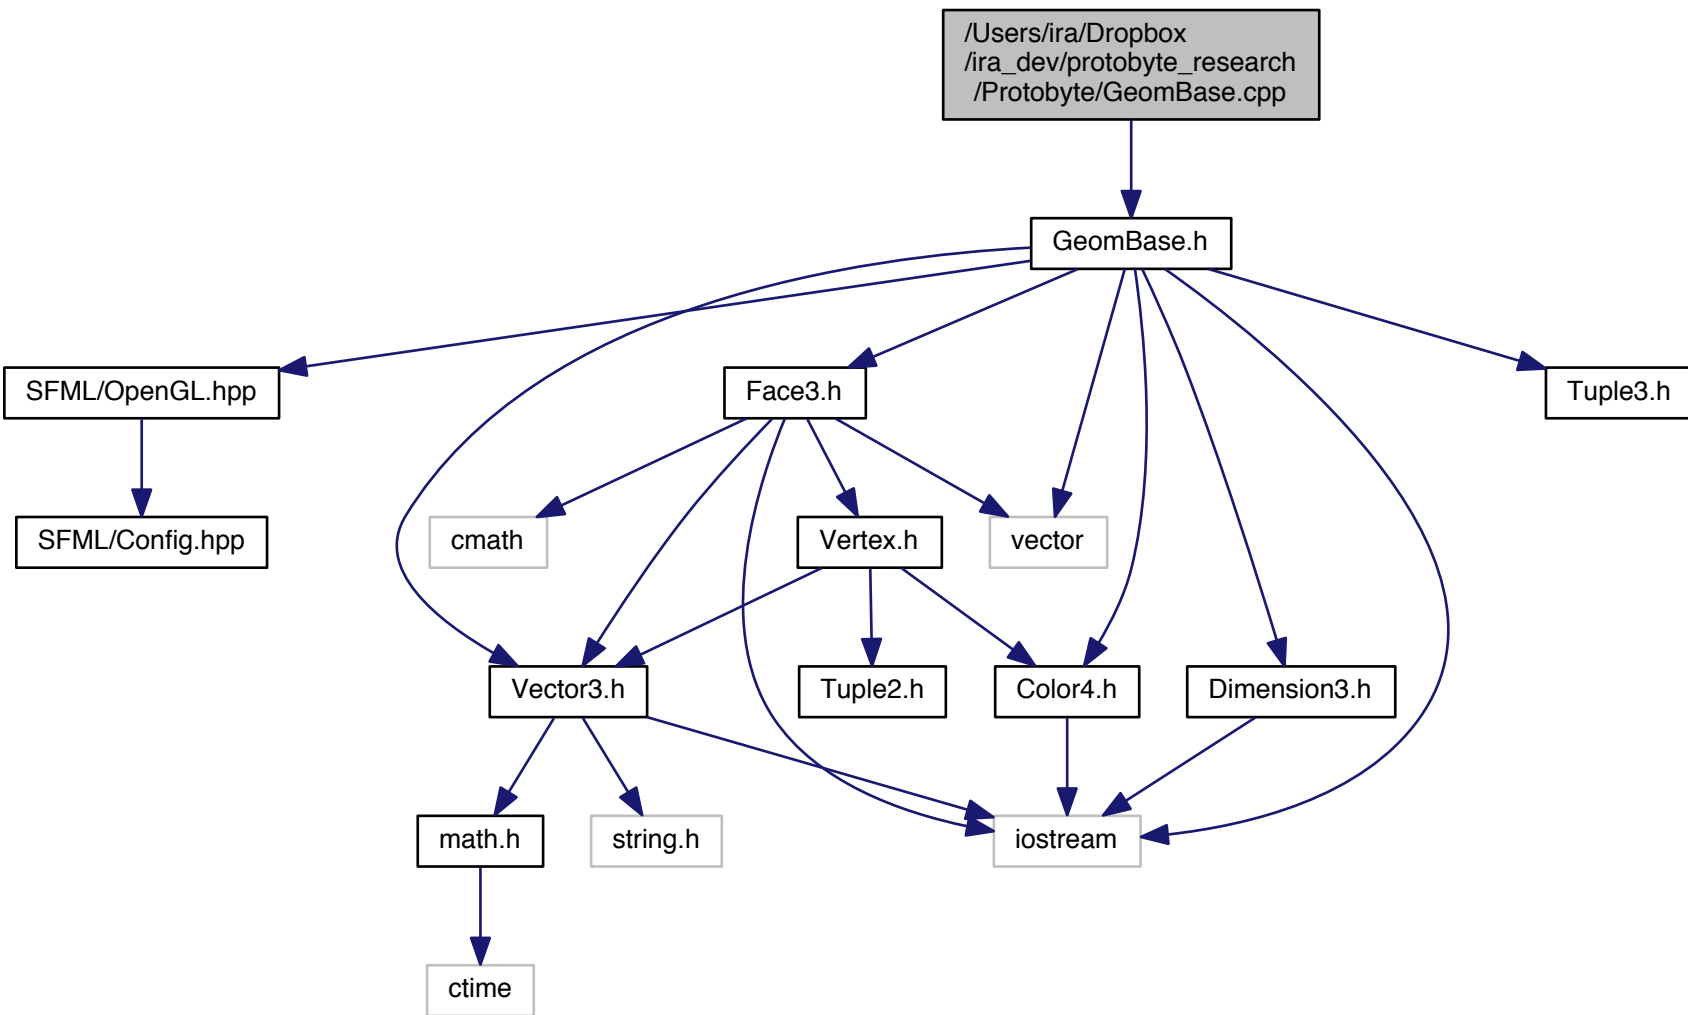 /Users/ira/Dropbox
/ira_dev/protobyte_research
/Protobyte/GeomBase.cpp
GeomBase.h
SFML/OpenGL.hpp
Face3.h
Tuple3.h
SFML/Config.hpp
cmath
Vertex.h
vector
Vector3.h
Tuple2.h
Color4.h
Dimension3.h
math.h
string.h
iostream
ctime